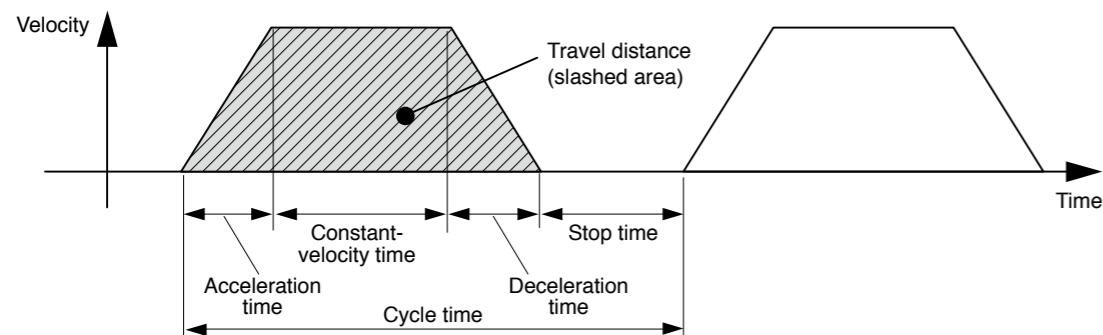 Velocity
Travel distance
(slashed area)
Time
Constant-
velocity time
Stop time
Acceleration
time
Deceleration
time
Cycle time